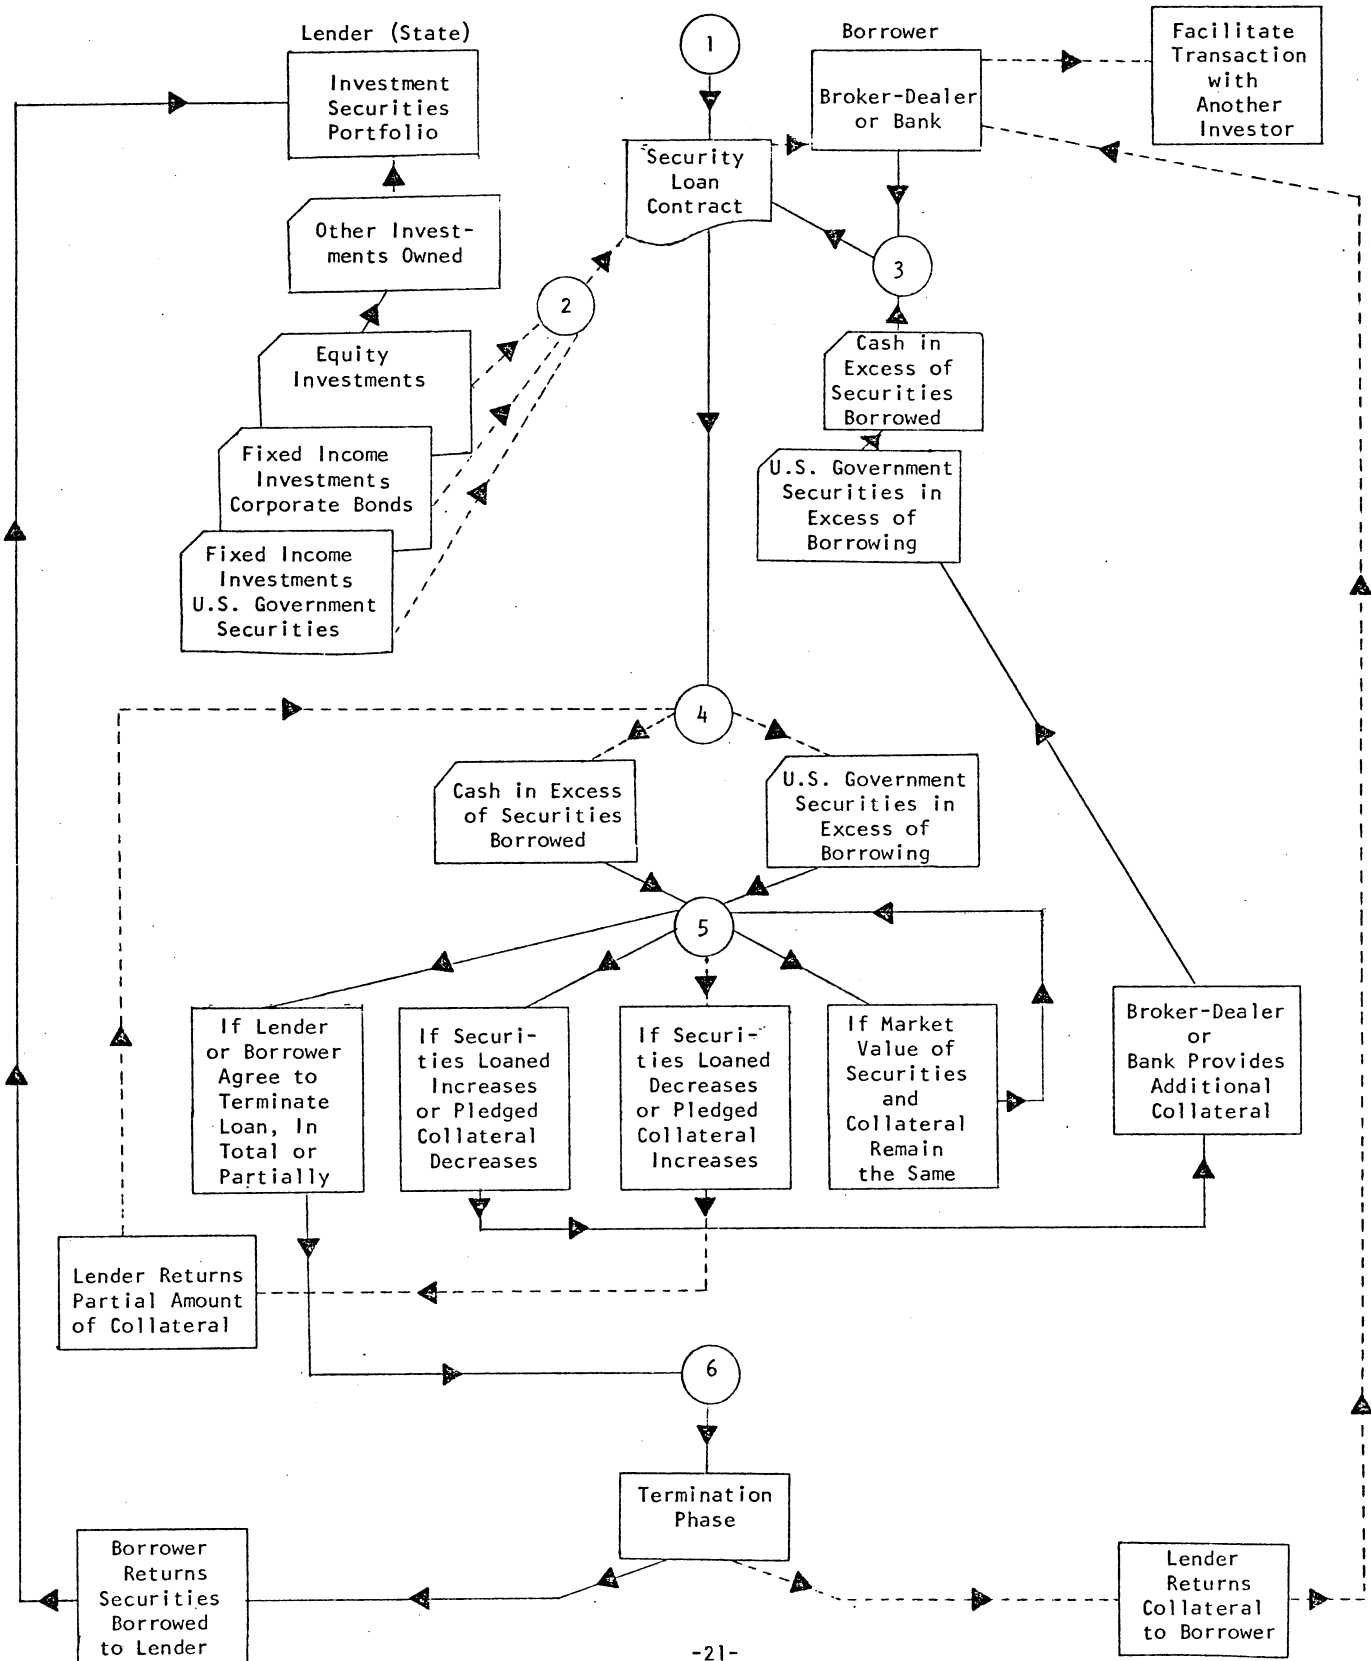 Lender (State)
Investment
Securities
Portfolio
1
Borrower
Broker-Dealer
or Bank
Facilitate
Transaction
with
Another
Investor
Security
Loan
Contract
Other Invest-
ments Owned
2
3
Equity
Investments
Cash in
Excess of
Securities
Borrowed
Fixed Income
Investments
Corporate Bonds
U.S. Government
Securities in
Excess of
Borrowing
Fixed Income
Investments
U.S. Government
Securities
4
Cash in Excess
of Securities
Borrowed
U.S. Government
Securities in
Excess of
Borrowing
5
If Lender
or Borrower
Agree to
Terminate
Loan, In
Total or
Partially
If Securi-
ties Loaned
Increases
or Pledged
Collateral
Decreases
If Securi-
ties Loaned
Decreases
or Pledged
Collateral
Increases
If Market
Value of
Securities
and
Collateral
Remain
the Same
Broker-Dealer
or
Bank Provides
Additional
Collateral
Lender Returns
Partial Amount
of Collateral
6
Termination
Phase
Borrower
Returns
Securities
Borrowed
to Lender
Lender
Returns
Collateral
to Borrower
-21-